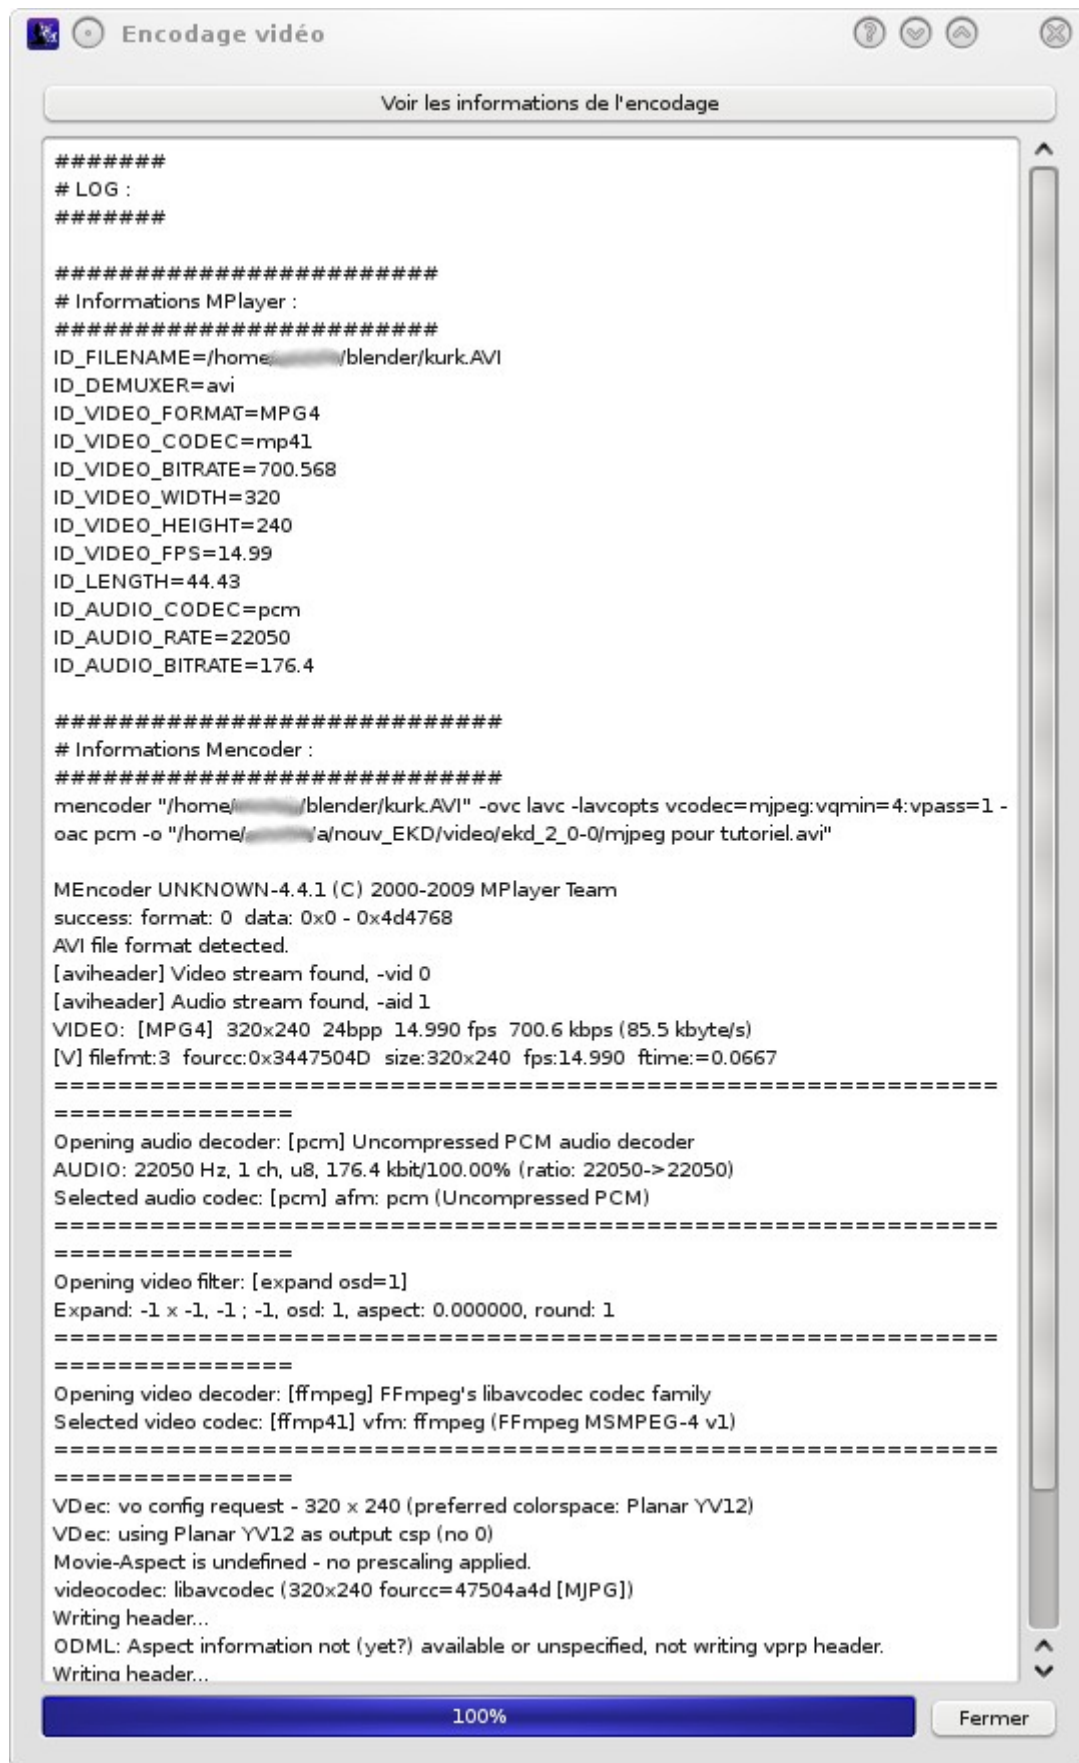 Encodage vidéo
Voir les informations de l'encodage
#######
# LOG :
#######
########################
# Informations MPlayer :
########################
ID_FILENAME=/home/ /blender/kurk.AVI
ID_DEMUXER=avi
ID_VIDEO_FORMAT=MPG4
ID_VIDEO_CODEC=mp41
ID_VIDEO_BITRATE=700.568
ID_VIDEO_WIDTH=320
ID_VIDEO_HEIGHT=240
ID_VIDEO_FPS=14.99
ID_LENGTH=44.43
ID_AUDIO_CODEC=pcm
ID_AUDIO_RATE=22050
ID_AUDIO_BITRATE=176.4
############################
# Informations Mencoder :
############################
mencoder "/home/ /blender/kurk.AVI" -ovc lavc -lavcopts vcodec=mjpeg:vqmin=4:vpass=1 -
oac pcm -o "/home/ /a/nouv_EKD/video/ekd_2_0-0/mjpeg pour tutoriel.avi"
MEncoder UNKNOWN-4.4.1 (C) 2000-2009 MPlayer Team
success: format: 0 data: 0x0 - 0x4d4768
AVI file format detected.
[aviheader] Video stream found, -vid 0
[aviheader] Audio stream found, -aid 1
VIDEO: [MPG4] 320x240 24bpp 14.990 fps 700.6 kbps (85.5 kbyte/s)
[V] filefmt:3 fourcc:0x3447504D size:320x240 fps:14.990 ftime:=0.0667
===========================================================
===============
Opening audio decoder: [pcm] Uncompressed PCM audio decoder
AUDIO: 22050 Hz, 1 ch, u8, 176.4 kbit/100.00% (ratio: 22050->22050)
Selected audio codec: [pcm] afm: pcm (Uncompressed PCM)
===========================================================
===============
Opening video filter: [expand osd=1]
Expand: -1 x -1, -1 ; -1, osd: 1, aspect: 0.000000, round: 1
===========================================================
===============
Opening video decoder: [ffmpeg] FFmpeg's libavcodec codec family
Selected video codec: [ffmp41] vfm: ffmpeg (FFmpeg MSMPEG-4 v1)
===========================================================
===============
VDec: vo config request - 320 x 240 (preferred colorspace: Planar YV12)
VDec: using Planar YV12 as output csp (no 0)
Movie-Aspect is undefined - no prescaling applied.
videocodec: libavcodec (320x240 fourcc=47504a4d [MJPG])
Writing header...
ODML: Aspect information not (yet?) available or unspecified, not writing vprp header.
Writing header...
100%
Fermer